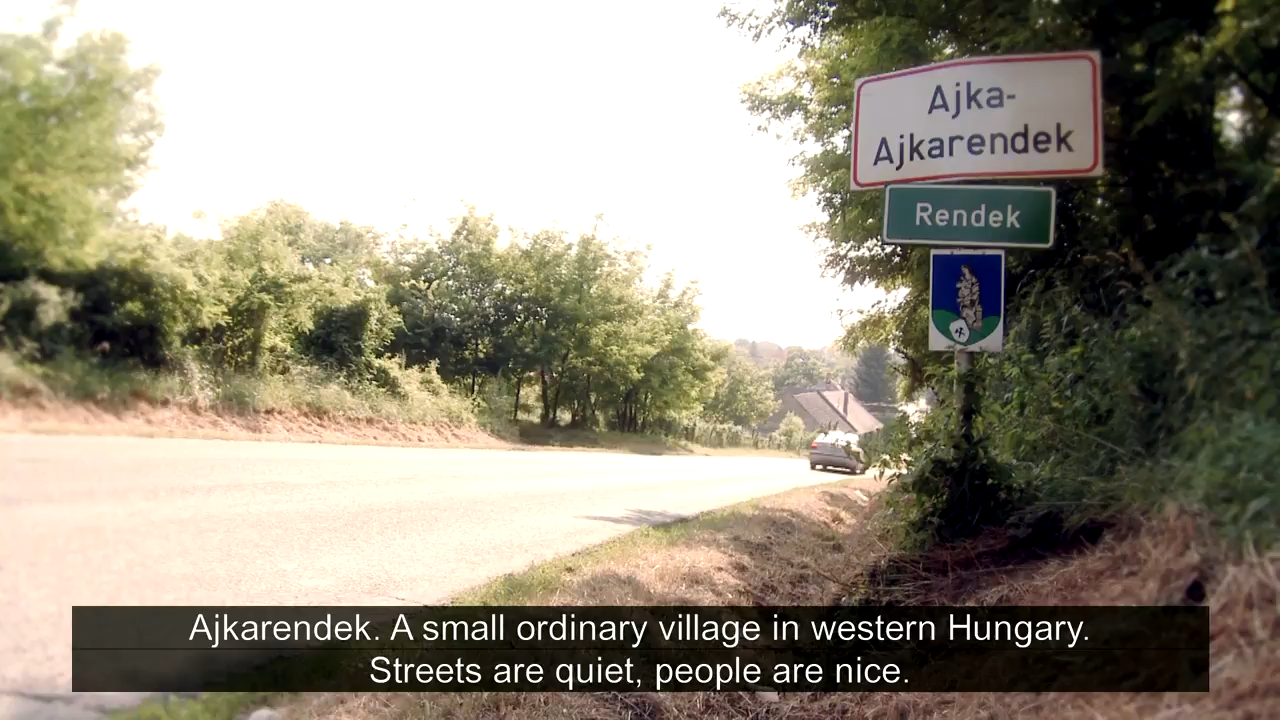 Ajka-
Ajkarendek
Rendek
Ajkarendek. A small ordinary village in western Hungary.
Streets are quiet, people are nice.